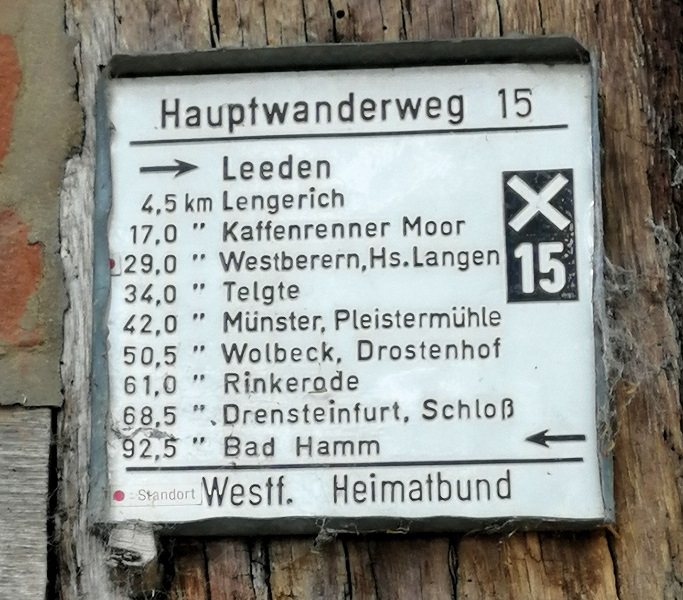 Hauptwanderweg 15
→ Leeden
4,5 km Lengerich
17,0 " Kaffenrenner Moor
29,0 " Westberern, Hs. Langen
34,0 " Telgte
42,0 " Münster, Pleistermühle
50,5 " Wolbeck, Drostenhof
61,0 " Rinkerode
68,5 " Drensteinfurt, Schloß
92,5 " Bad Hamm ←
X
15
= Standort
Westf. Heimatbund